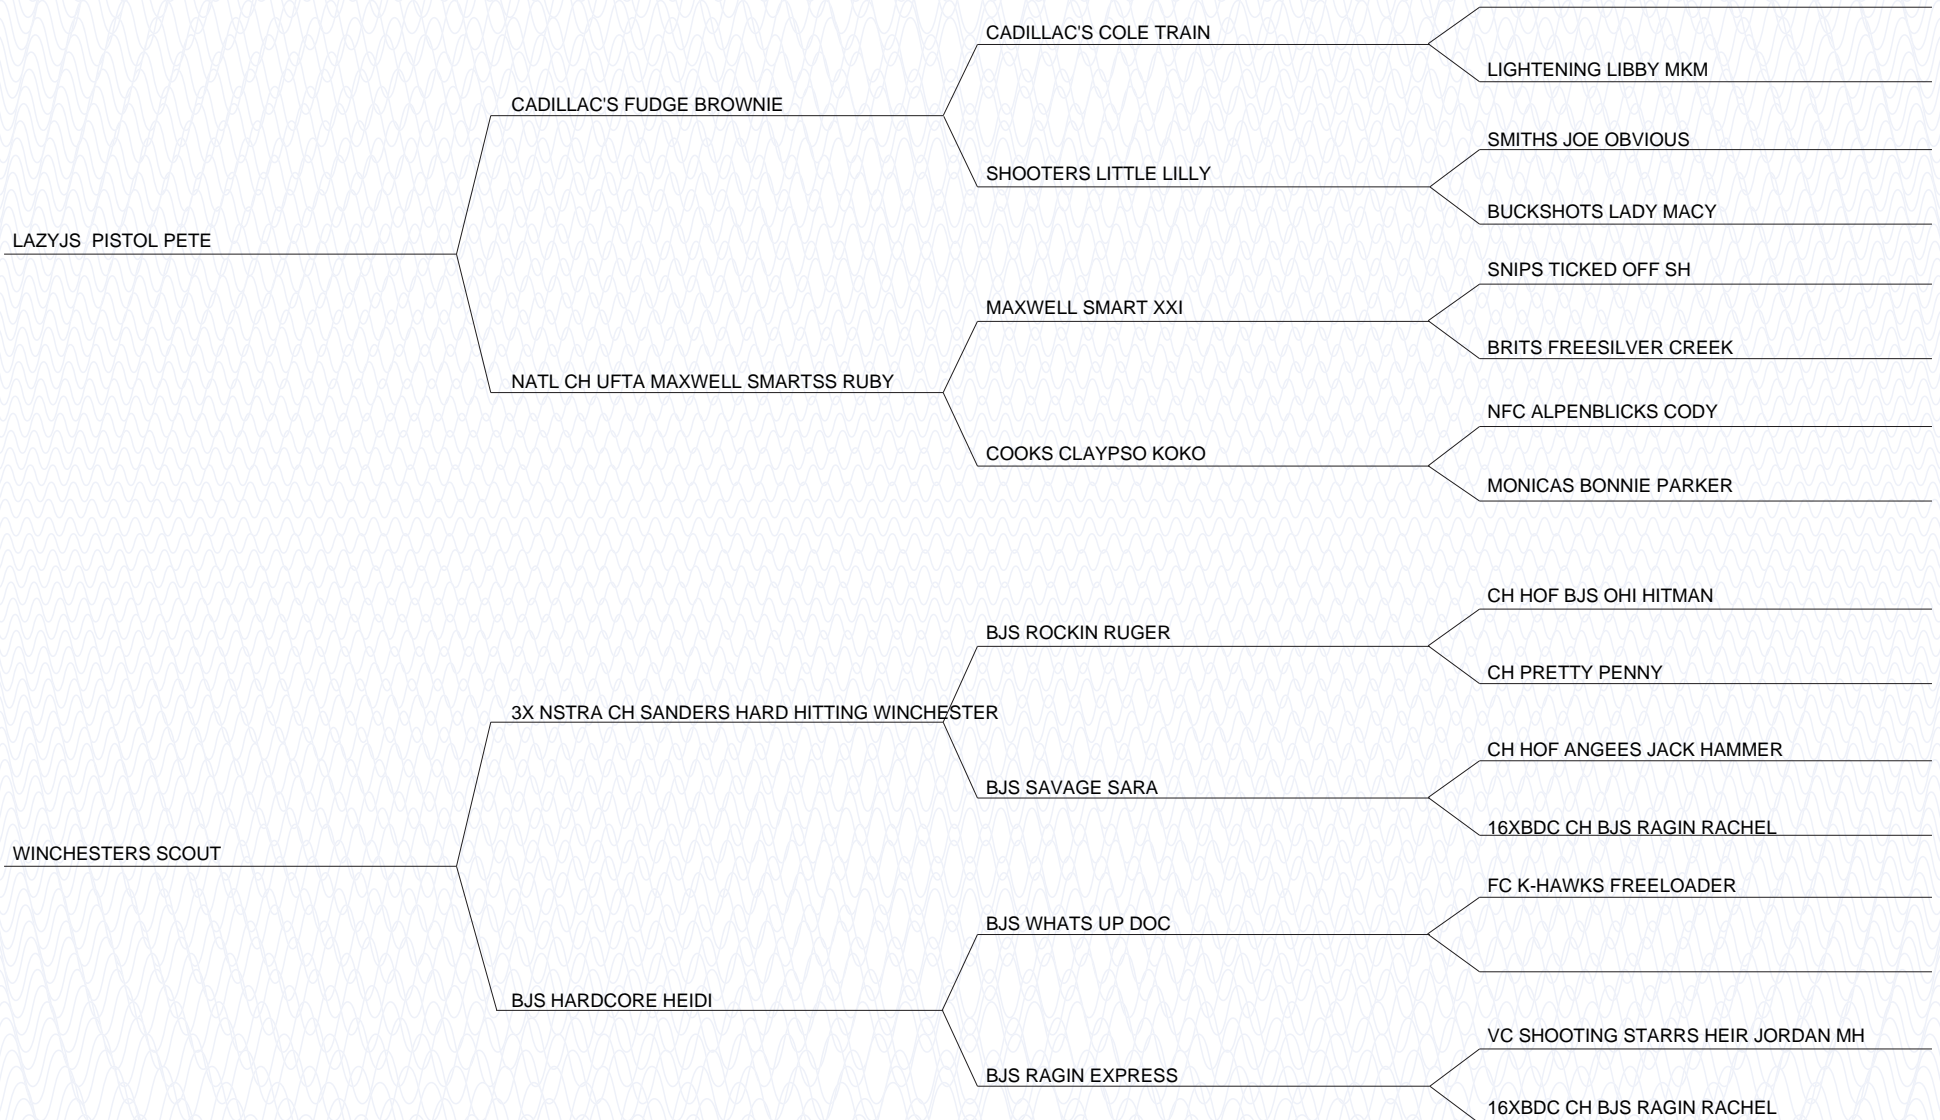 CADILLAC'S COLE TRAIN
LIGHTENING LIBBY MKM
CADILLAC'S FUDGE BROWNIE
SMITHS JOE OBVIOUS
SHOOTERS LITTLE LILLY
BUCKSHOTS LADY MACY
LAZYJS  PISTOL PETE
SNIPS TICKED OFF SH
MAXWELL SMART XXI
BRITS FREESILVER CREEK
NATL CH UFTA MAXWELL SMARTSS RUBY
NFC ALPENBLICKS CODY
COOKS CLAYPSO KOKO
MONICAS BONNIE PARKER
CH HOF BJS OHI HITMAN
BJS ROCKIN RUGER
CH PRETTY PENNY
3X NSTRA CH SANDERS HARD HITTING WINCHESTER
CH HOF ANGEES JACK HAMMER
BJS SAVAGE SARA
16XBDC CH BJS RAGIN RACHEL
WINCHESTERS SCOUT
FC K-HAWKS FREELOADER
BJS WHATS UP DOC
BJS HARDCORE HEIDI
VC SHOOTING STARRS HEIR JORDAN MH
BJS RAGIN EXPRESS
16XBDC CH BJS RAGIN RACHEL